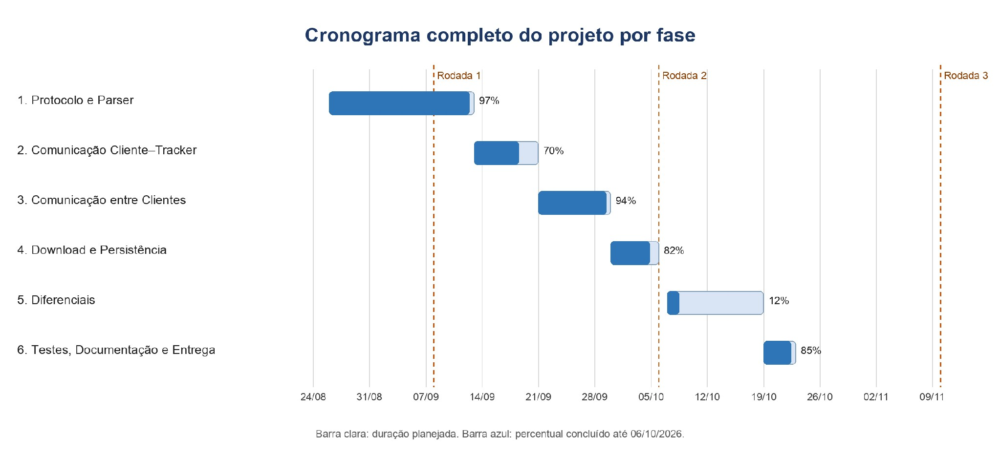 Cronograma completo do projeto por fase
Rodada 1
Rodada 2
Rodada 3
1. Protocolo e Parser
97%
2. Comunicação Cliente–Tracker
70%
3. Comunicação entre Clientes
94%
4. Download e Persistência
82%
5. Diferenciais
12%
6. Testes, Documentação e Entrega
85%
24/08 31/08 07/09 14/09 21/09 28/09 05/10 12/10 19/10 26/10 02/11 09/11
Barra clara: duração planejada. Barra azul: percentual concluído até 06/10/2026.